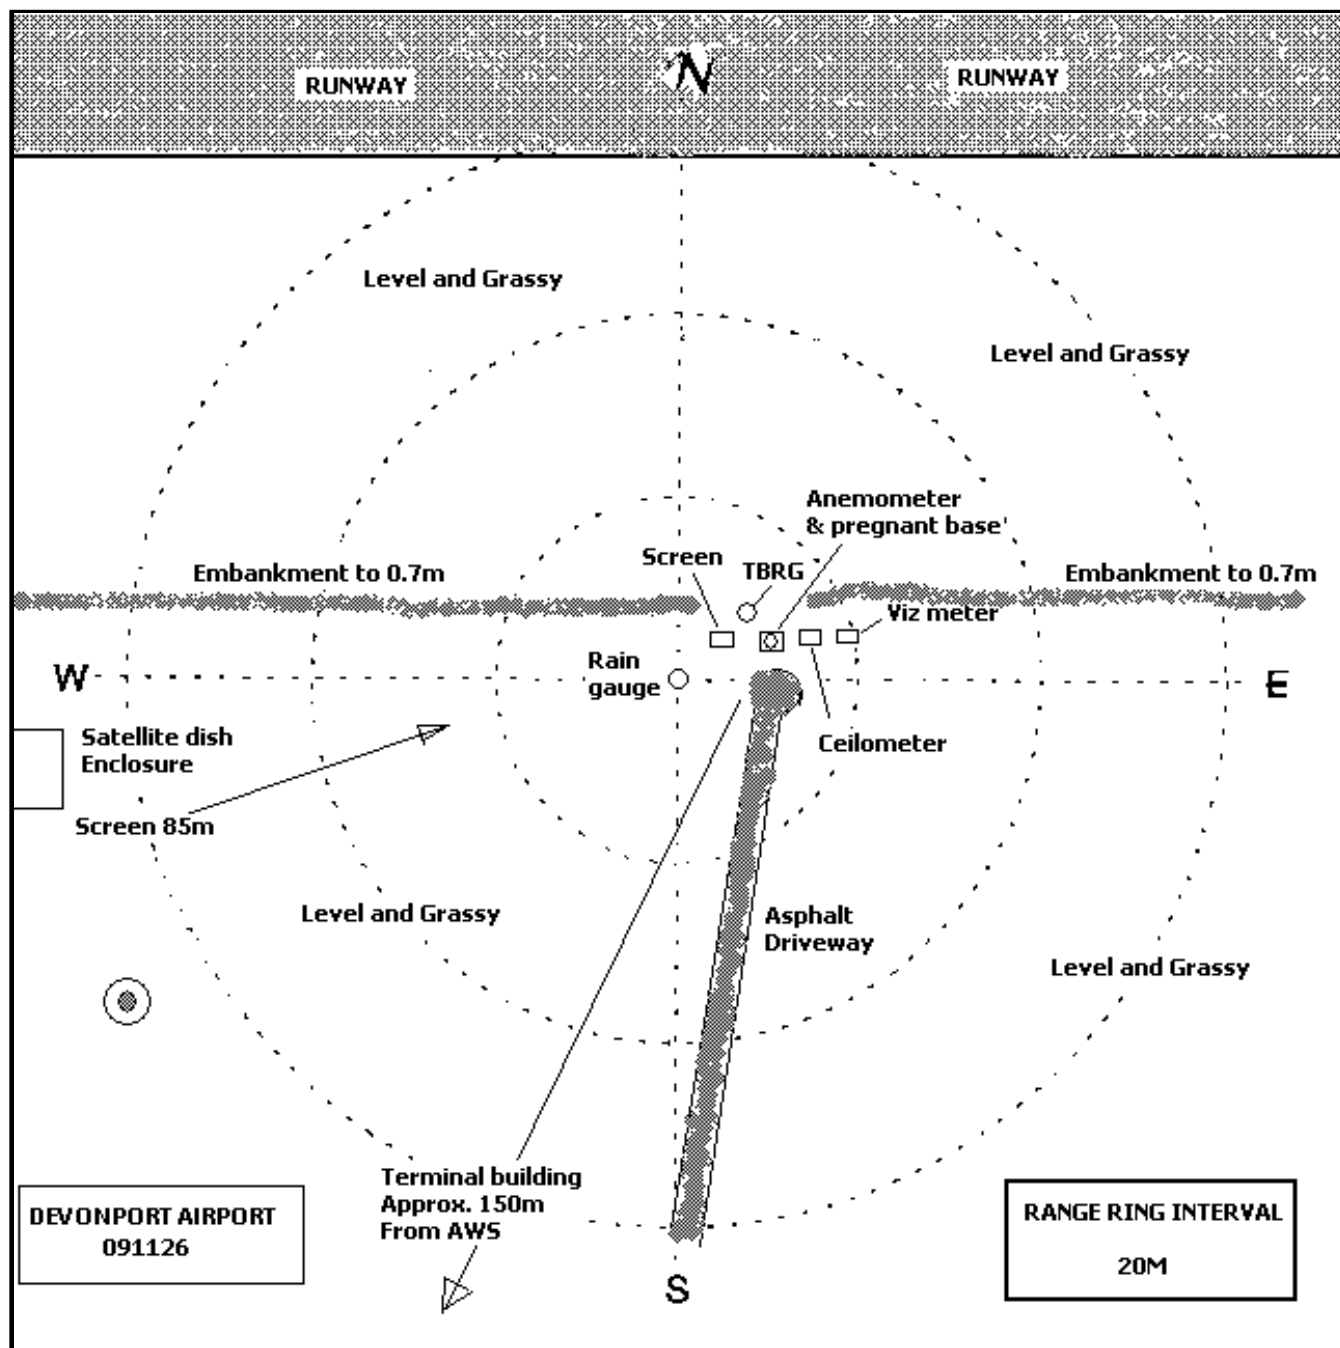 N
RUNWAY
RUNWAY
Level and Grassy
Level and Grassy
Anemometer
& pregnant base
Screen
TBRG
Embankment to 0.7m
Embankment to 0.7m
Viz meter
Rain
gauge
W
E
Satellite dish
Enclosure
Ceilometer
Screen 85m
Level and Grassy
Asphalt
Driveway
Level and Grassy
Terminal building
Approx. 150m
From AWS
DEVONPORT AIRPORT
091126
RANGE RING INTERVAL
20M
S